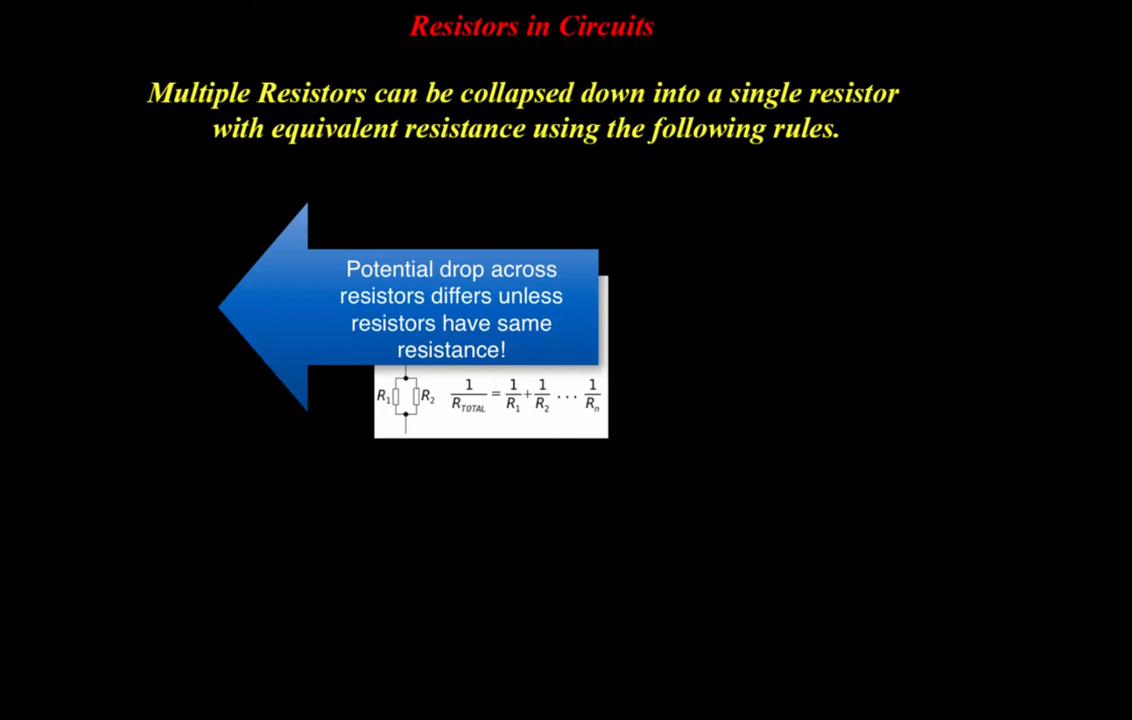 Resistors in Circuits
Multiple Resistors can be collapsed down into a single resistor
with equivalent resistance using the following rules.
Potential drop across
resistors differs unless
resistors have same
resistance!
R₁ R₂ 1/R_TOTAL = 1/R₁ + 1/R₂ ... 1/Rₙ